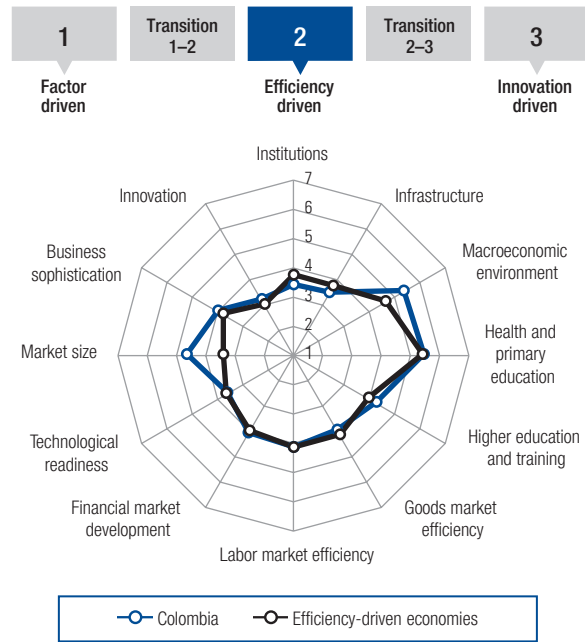 1
Transition
1–2
2
Transition
2–3
3
Factor
driven
Efficiency
driven
Innovation
driven
Institutions
7
6
5
4
3
2
1
Infrastructure
Macroeconomic
environment
Health and
primary
education
Higher education
and training
Goods market
efficiency
Labor market efficiency
Financial market
development
Technological
readiness
Market size
Business
sophistication
Innovation
Colombia
Efficiency-driven economies